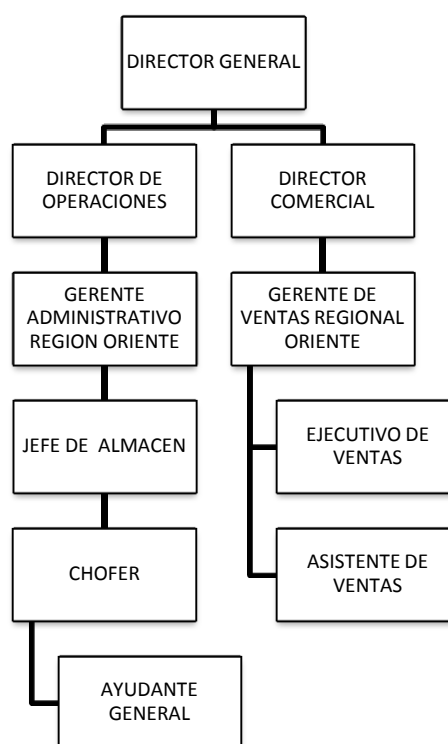 DIRECTOR GENERAL
DIRECTOR DE
OPERACIONES
DIRECTOR
COMERCIAL
GERENTE
ADMINISTRATIVO
REGION ORIENTE
GERENTE DE
VENTAS REGIONAL
ORIENTE
JEFE DE ALMACEN
EJECUTIVO DE
VENTAS
CHOFER
ASISTENTE DE
VENTAS
AYUDANTE
GENERAL